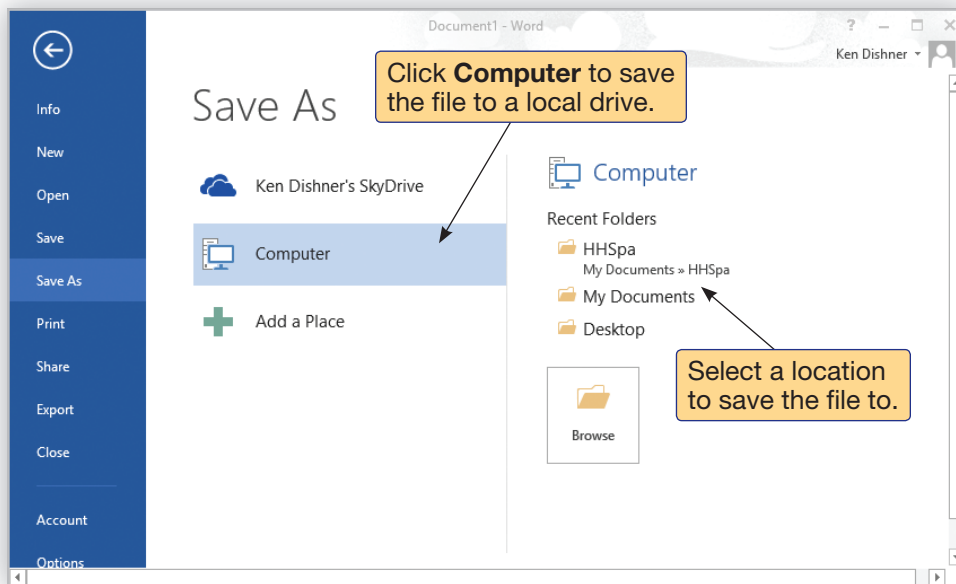 Document1 - Word
?
Ken Dishner
Info
New
Open
Save
Save As
Print
Share
Export
Close
Account
Options
Save As
Click Computer to save
the file to a local drive.
Ken Dishner's SkyDrive
Computer
Add a Place
Computer
Recent Folders
HHSpa
My Documents » HHSpa
My Documents
Desktop
Browse
Select a location
to save the file to.